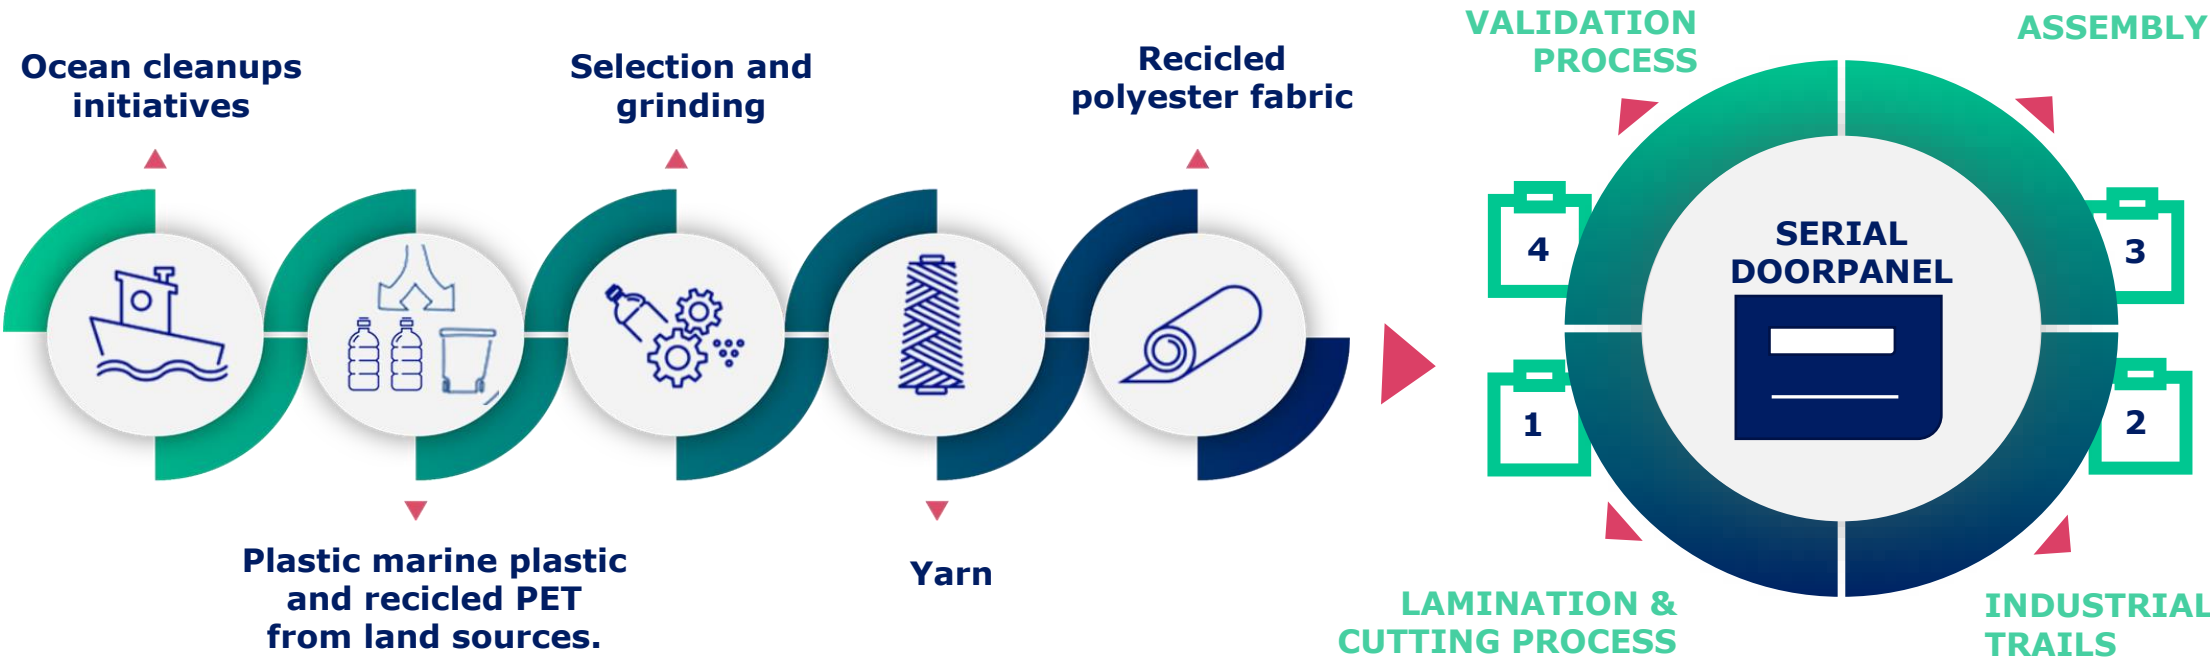 Ocean cleanups
initiatives
Plastic marine plastic
and recicled PET
from land sources.
Selection and
grinding
Yarn
Recicled
polyester fabric
VALIDATION
PROCESS
ASSEMBLY
4
3
SERIAL
DOORPANEL
1
2
LAMINATION &
CUTTING PROCESS
INDUSTRIAL
TRAILS